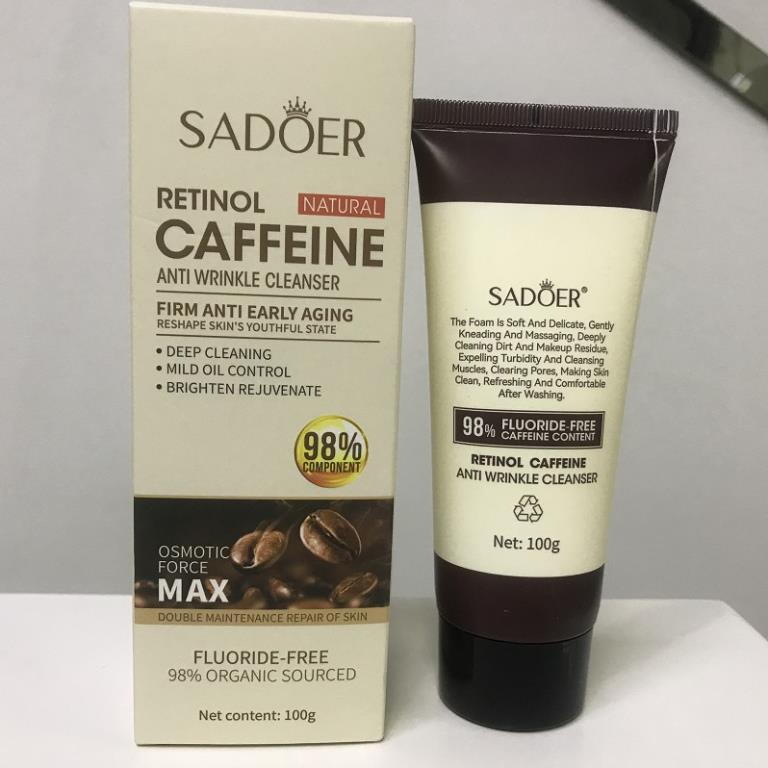 SADOER
RETINOL NATURAL
CAFFEINE
ANTI WRINKLE CLEANSER
FIRM ANTI EARLY AGING
RESHAPE SKIN'S YOUTHFUL STATE
• DEEP CLEANING
• MILD OIL CONTROL
• BRIGHTEN REJUVENATE
98%
COMPONENT
OSMOTIC
FORCE
MAX
DOUBLE MAINTENANCE REPAIR OF SKIN
FLUORIDE-FREE
98% ORGANIC SOURCED
Net content: 100g
SADOER®
The Foam Is Soft And Delicate, Gently
Kneading And Massaging, Deeply
Cleaning Dirt And Makeup Residue,
Expelling Turbidity And Cleansing
Muscles, Clearing Pores, Making Skin
Clean, Refreshing And Comfortable
After Washing.
98% FLUORIDE-FREE
CAFFEINE CONTENT
RETINOL CAFFEINE
ANTI WRINKLE CLEANSER
Net: 100g